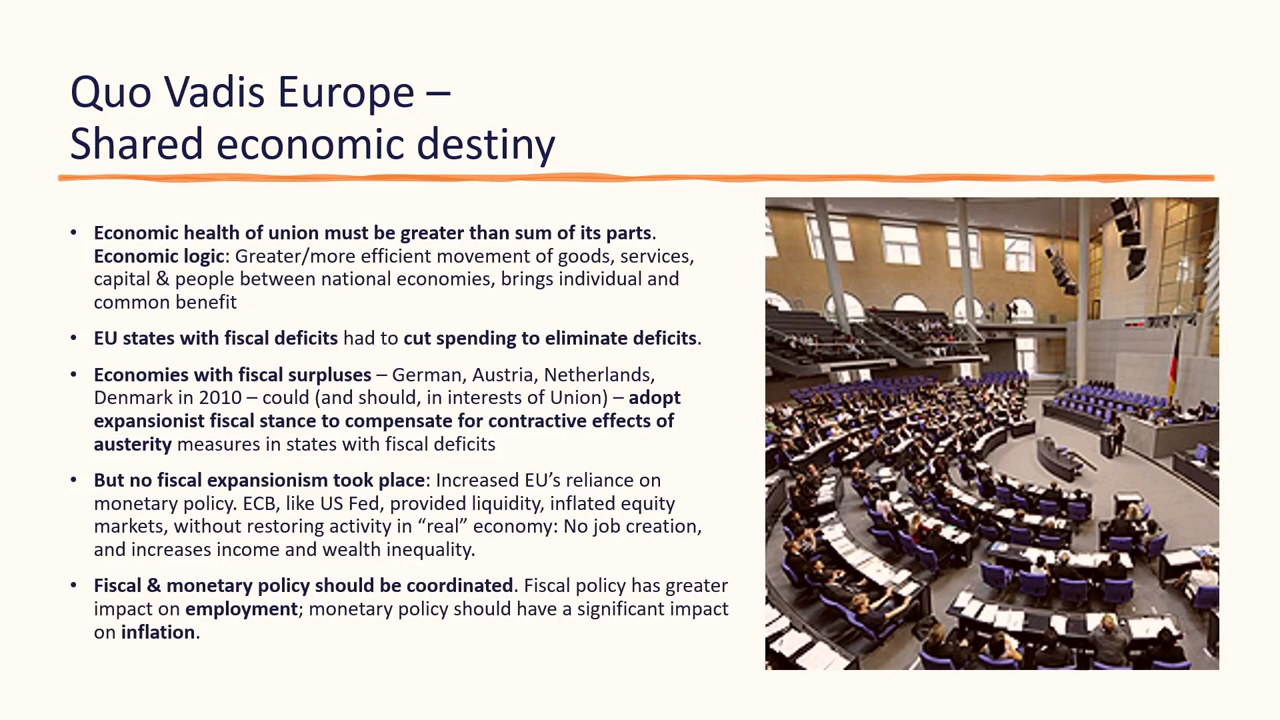 Quo Vadis Europe –
Shared economic destiny
• Economic health of union must be greater than sum of its parts.
Economic logic: Greater/more efficient movement of goods, services,
capital & people between national economies, brings individual and
common benefit
• EU states with fiscal deficits had to cut spending to eliminate deficits.
• Economies with fiscal surpluses – German, Austria, Netherlands,
Denmark in 2010 – could (and should, in interests of Union) – adopt
expansionist fiscal stance to compensate for contractive effects of
austerity measures in states with fiscal deficits
• But no fiscal expansionism took place: Increased EU’s reliance on
monetary policy. ECB, like US Fed, provided liquidity, inflated equity
markets, without restoring activity in “real” economy: No job creation,
and increases income and wealth inequality.
• Fiscal & monetary policy should be coordinated. Fiscal policy has greater
impact on employment; monetary policy should have a significant impact
on inflation.